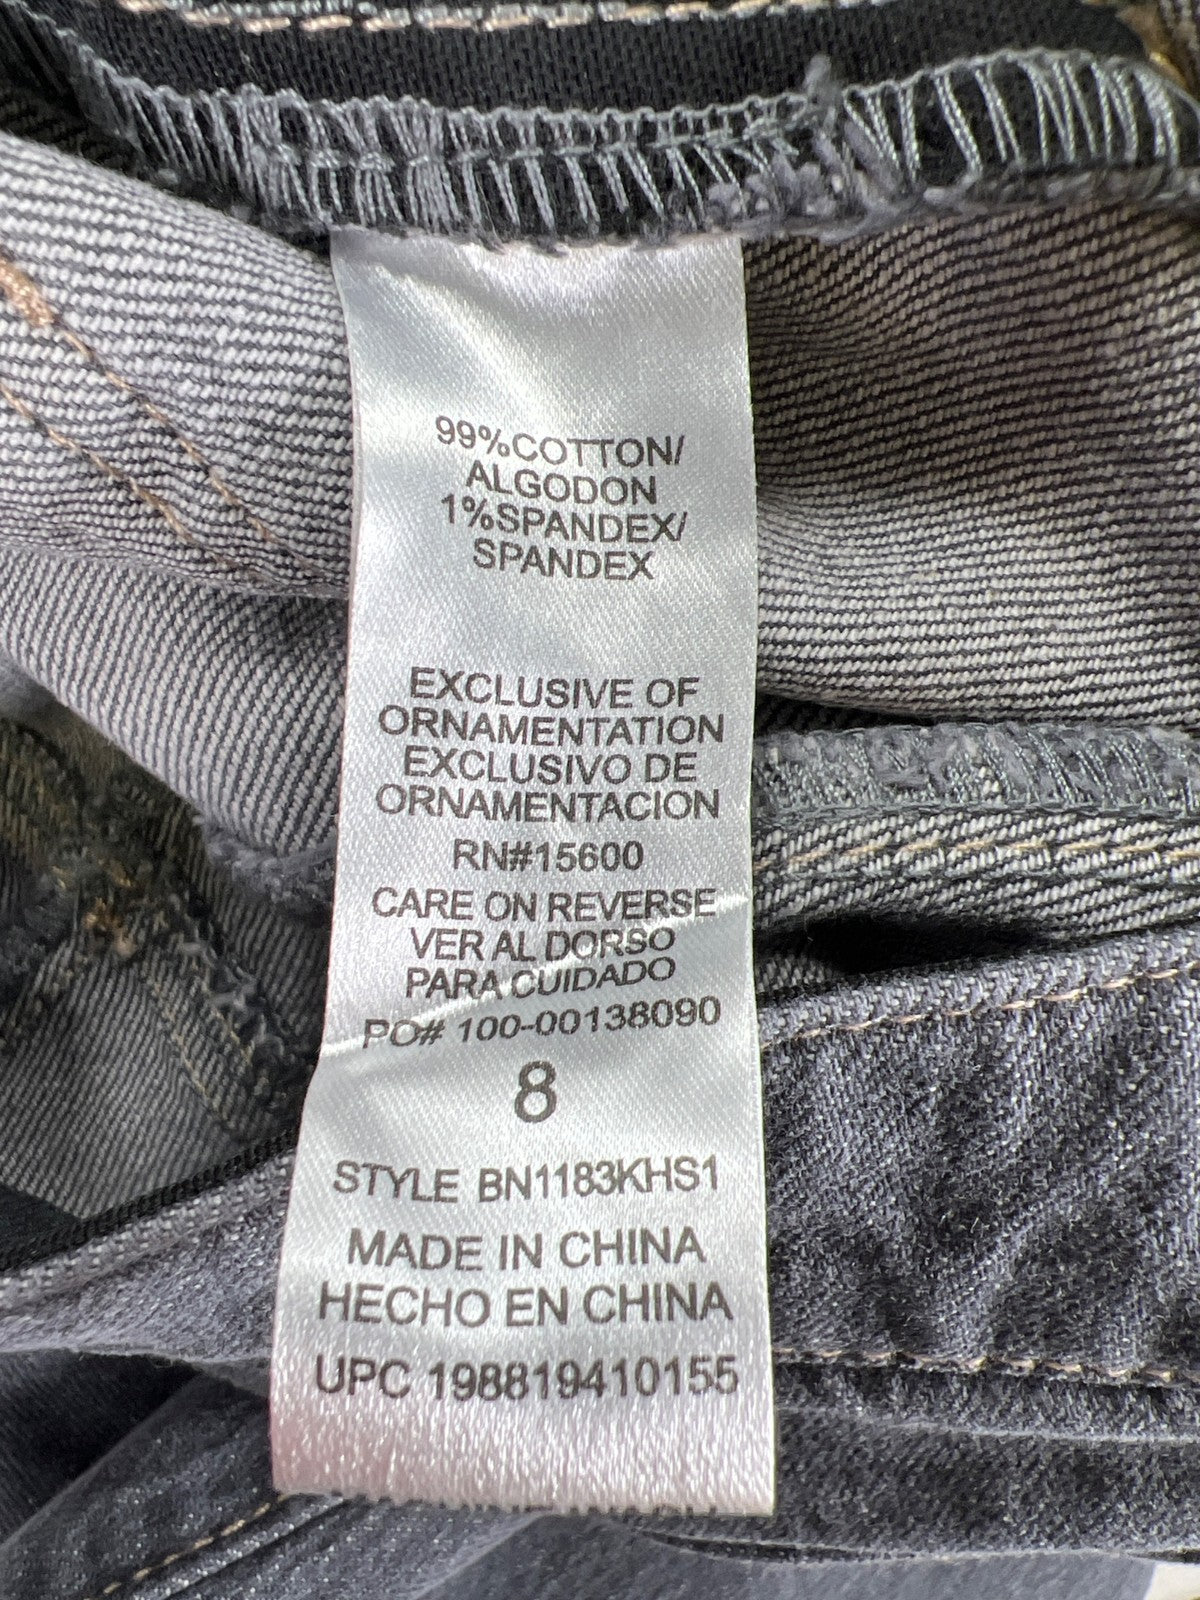 99%COTTON/
ALGODON
1%SPANDEX/
SPANDEX
EXCLUSIVE OF
ORNAMENTATION
EXCLUSIVO DE
ORNAMENTACION
RN#15600
CARE ON REVERSE
VER AL DORSO
PARA CUIDADO
PO# 100-00138090
8
STYLE BN1183KHS1
MADE IN CHINA
HECHO EN CHINA
UPC 198819410155